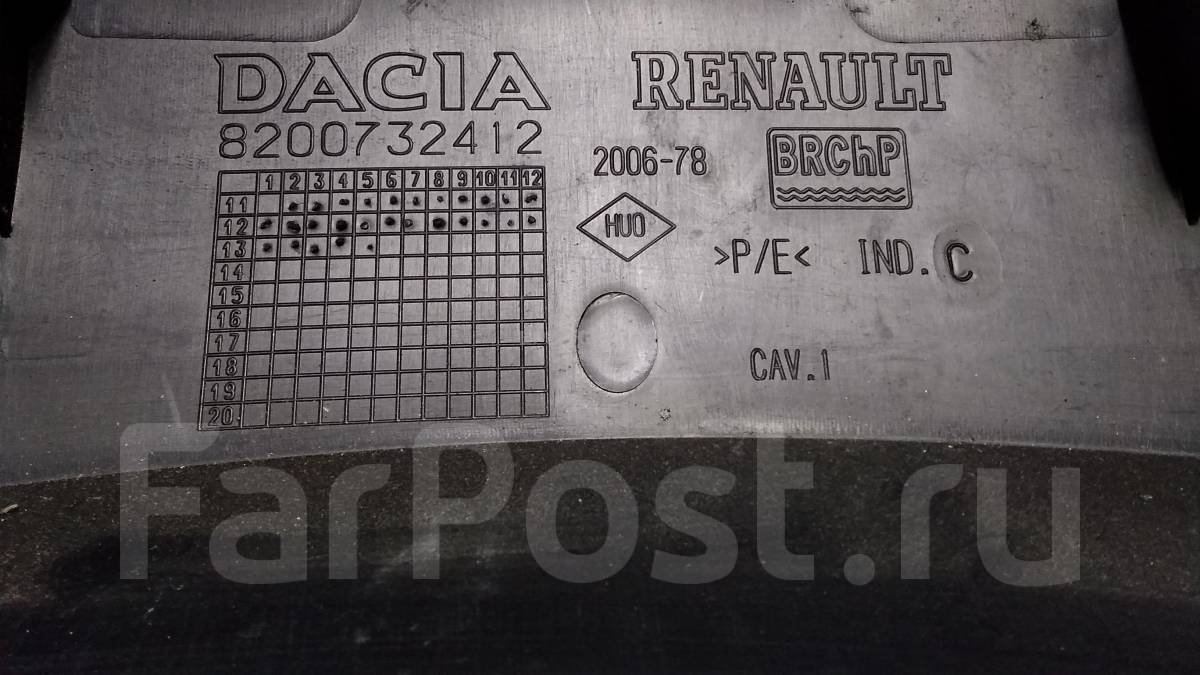 DACIA RENAULT
8200732412
2006-78 BRChP
1 2 3 4 5 6 7 8 9 10 11 12
11
12
13
14
15
16
17
18
19
20
HUO
>P/E< IND. C
CAV.1
FarPost.ru